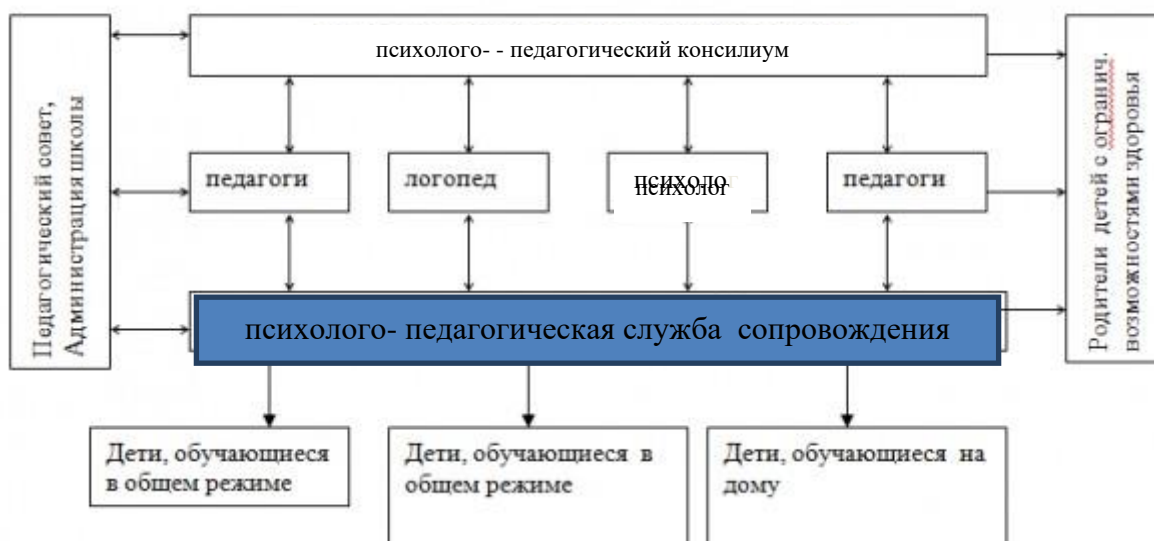 Педагогический совет,
Администрация школы
психолого- - педагогический консилиум
Родители детей с огранич.
возможностями здоровья
педагоги
логопед
психоло
психолог
педагоги
психолого- педагогическая служба сопровождения
Дети, обучающиеся
в общем режиме
Дети, обучающиеся в
общем режиме
Дети, обучающиеся на
дому